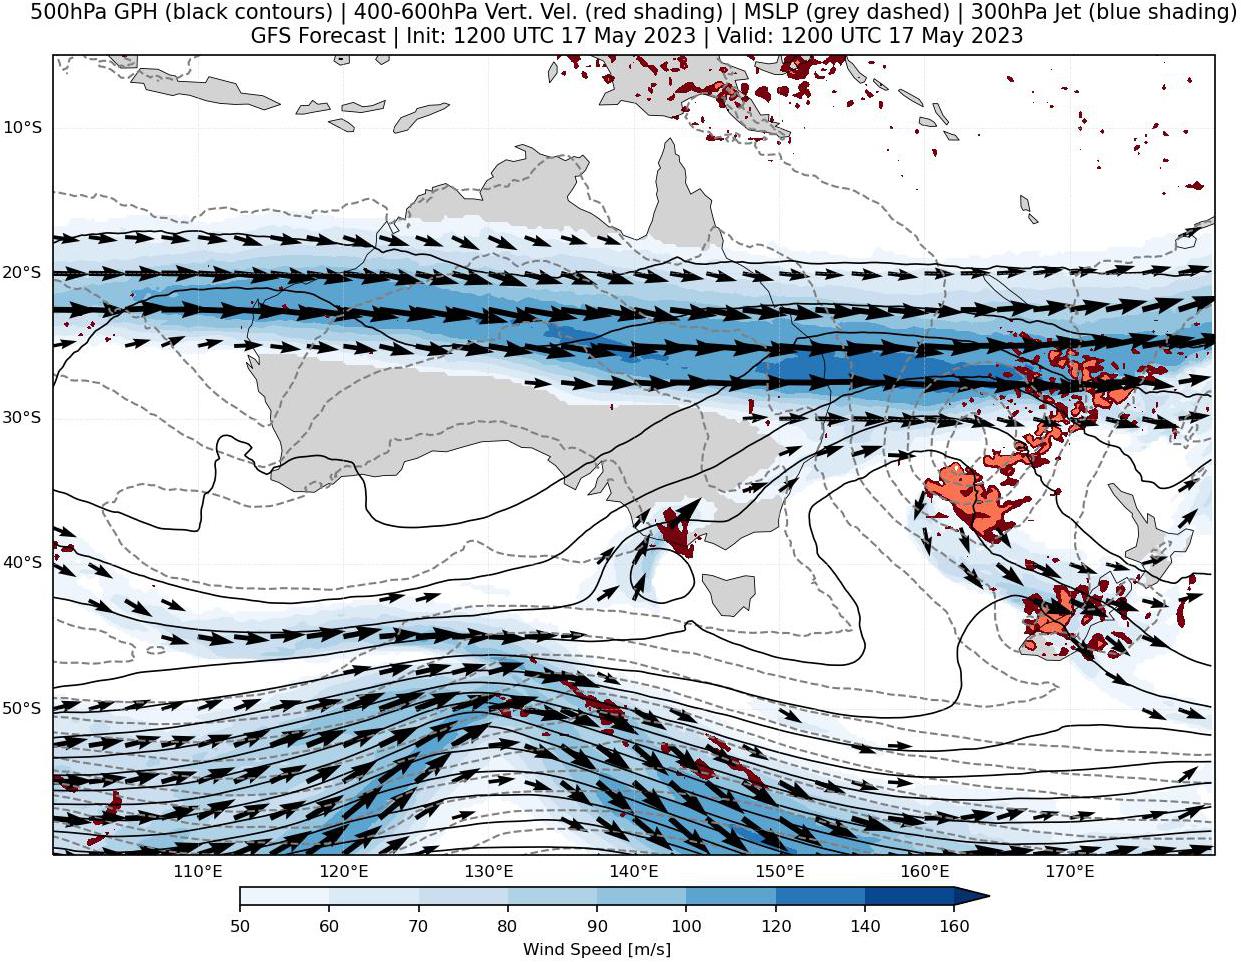 500hPa GPH (black contours) | 400-600hPa Vert. Vel. (red shading) | MSLP (grey dashed) | 300hPa Jet (blue shading)
GFS Forecast | Init: 1200 UTC 17 May 2023 | Valid: 1200 UTC 17 May 2023
10°S
20°S
30°S
40°S
50°S
110°E 120°E 130°E 140°E 150°E 160°E 170°E
50 60 70 80 90 100 120 140 160
Wind Speed [m/s]